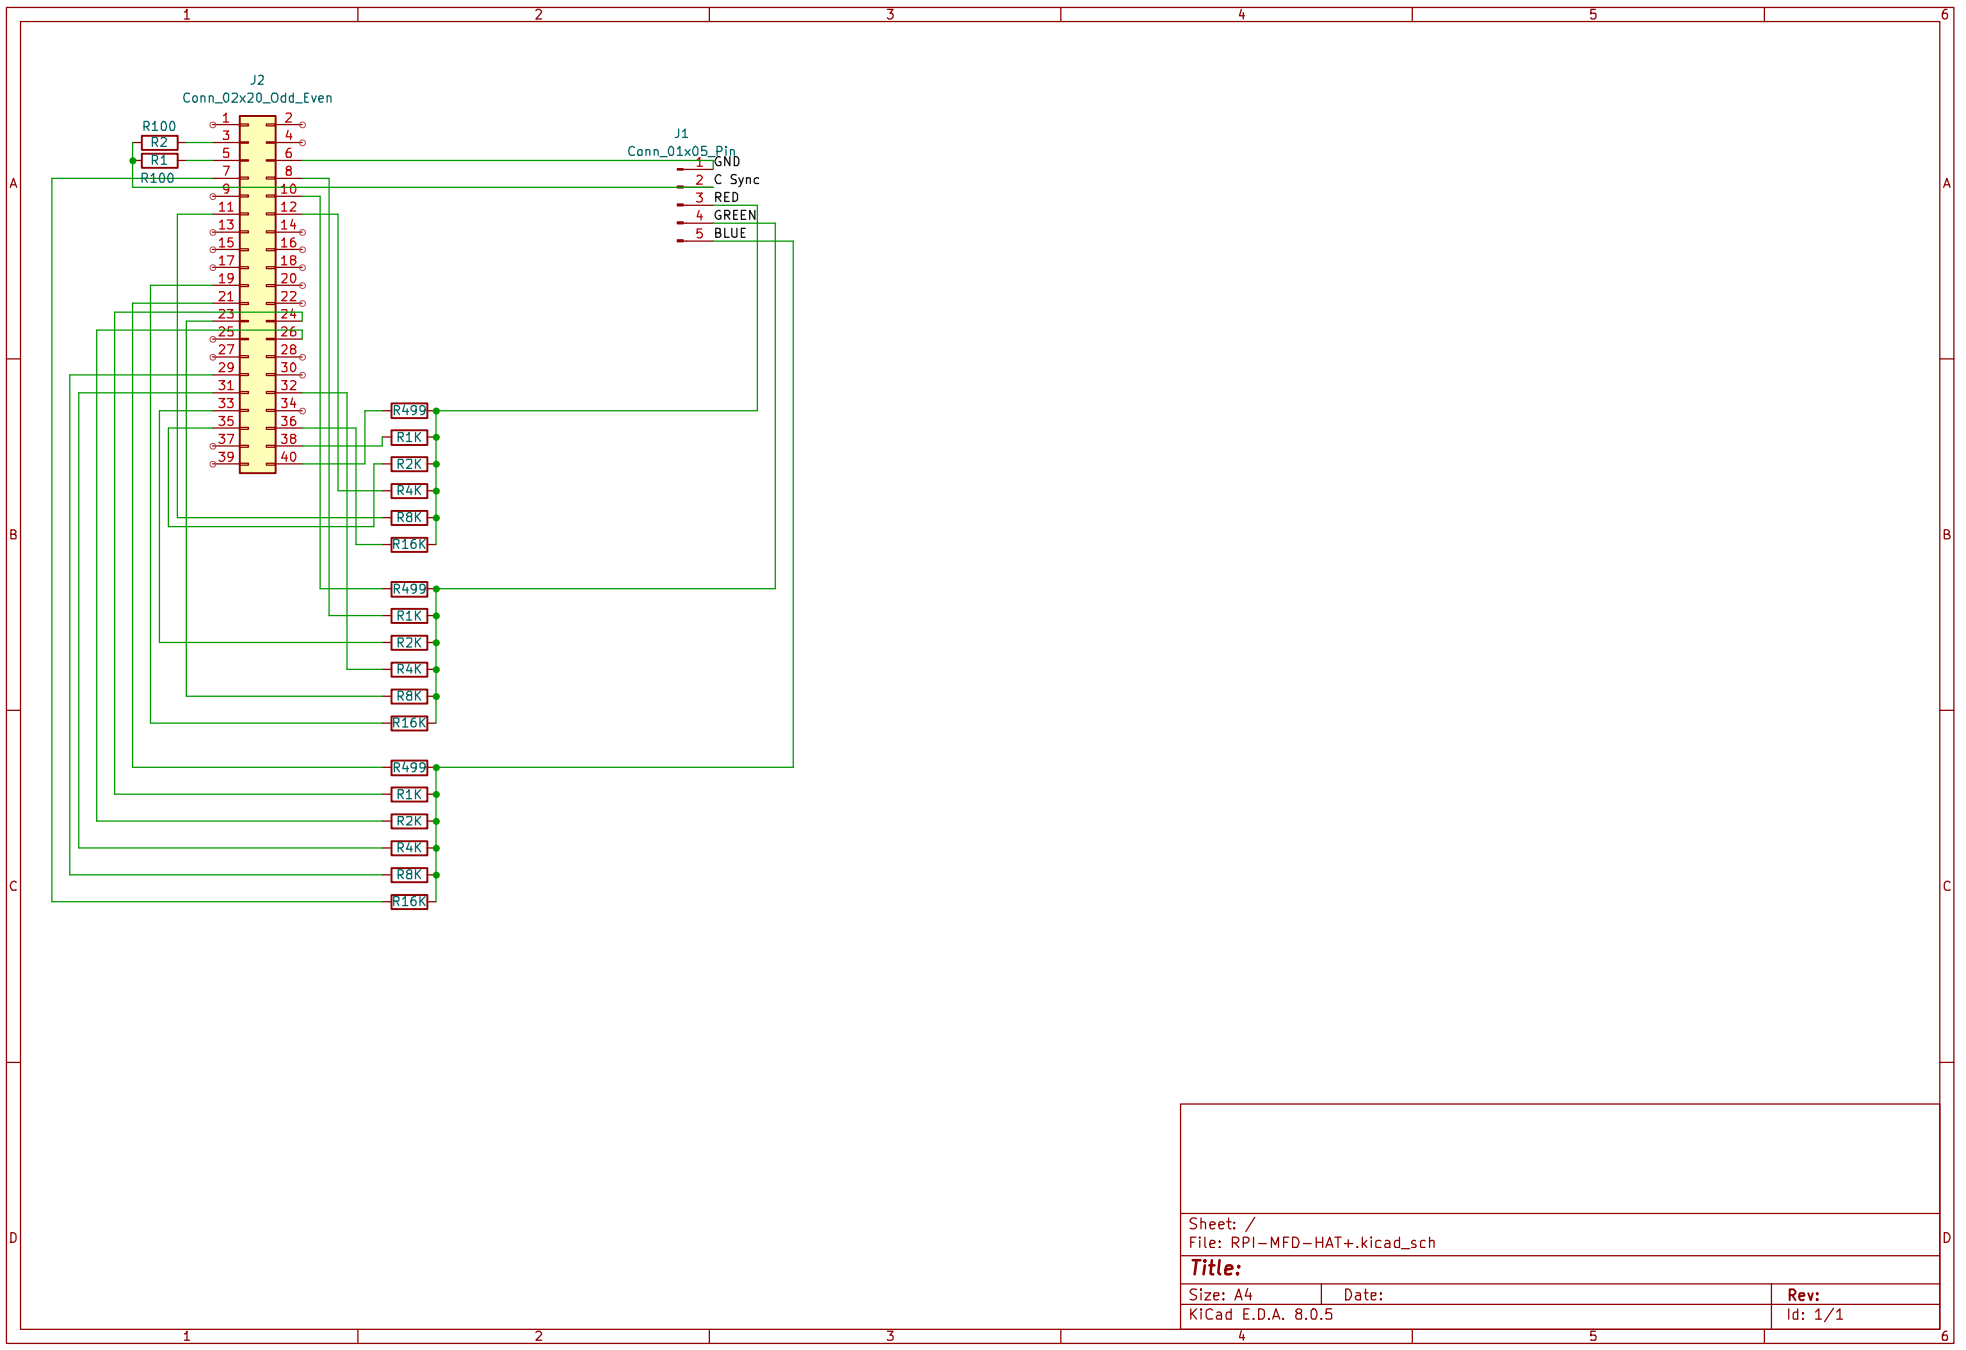 1 2 3 4 5 6
J2
Conn_02x20_Odd_Even
R100
R2
R1
R100
1 2
3 4
5 6
7 8
9 10
11 12
13 14
15 16
17 18
19 20
21 22
23 24
25 26
27 28
29 30
31 32
33 34
35 36
37 38
39 40
J1
Conn_01x05_Pin
1 GND
2 C Sync
3 RED
4 GREEN
5 BLUE
A A
R499
R1K
R2K
R4K
R8K
R16K
B B
R499
R1K
R2K
R4K
R8K
R16K
R499
R1K
R2K
R4K
R8K
R16K
C C
D D
Sheet: /
File: RPI-MFD-HAT+.kicad_sch
Title:
Size: A4 Date: Rev:
KiCad E.D.A. 8.0.5 Id: 1/1
1 2 3 4 5 6